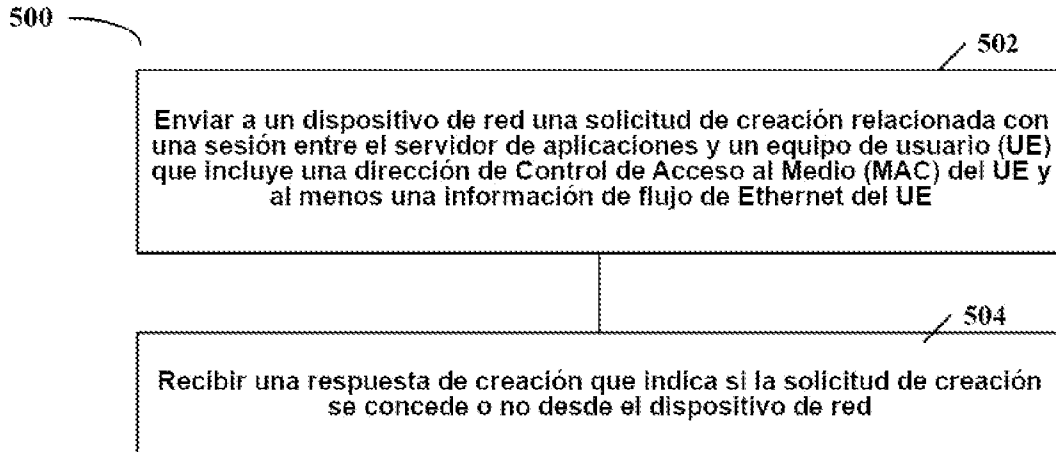 500
502
Enviar a un dispositivo de red una solicitud de creación relacionada con
una sesión entre el servidor de aplicaciones y un equipo de usuario (UE)
que incluye una dirección de Control de Acceso al Medio (MAC) del UE y
al menos una información de flujo de Ethernet del UE
504
Recibir una respuesta de creación que indica si la solicitud de creación
se concede o no desde el dispositivo de red